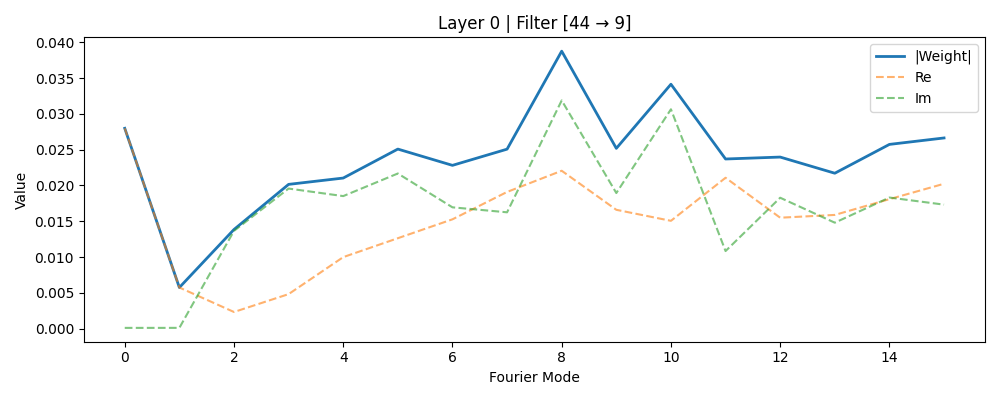 Layer 0 | Filter [44 → 9]
0.040
0.035
0.030
0.025
0.020
0.015
0.010
0.005
0.000
Value
|Weight|
Re
Im
0 2 4 6 8 10 12 14
Fourier Mode